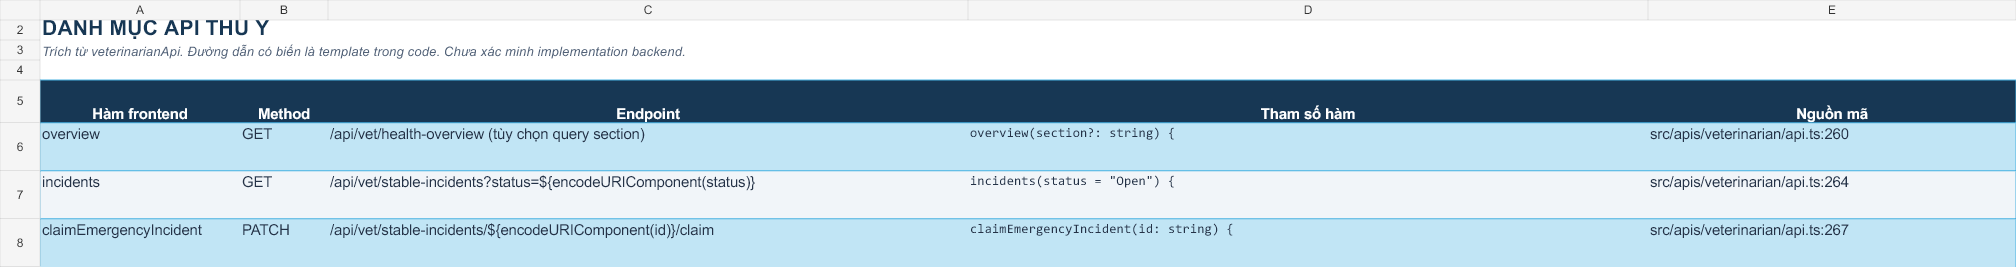 A B C D E
2 DANH MỤC API THÚ Y
3 Trích từ veterinarianApi. Đường dẫn có biến là template trong code. Chưa xác minh implementation backend.
4
5 Hàm frontend Method Endpoint Tham số hàm Nguồn mã
6 overview GET /api/vet/health-overview (tùy chọn query section) overview(section?: string) { src/apis/veterinarian/api.ts:260
7 incidents GET /api/vet/stable-incidents?status=${encodeURIComponent(status)} incidents(status = "Open") { src/apis/veterinarian/api.ts:264
8 claimEmergencyIncident PATCH /api/vet/stable-incidents/${encodeURIComponent(id)}/claim claimEmergencyIncident(id: string) { src/apis/veterinarian/api.ts:267